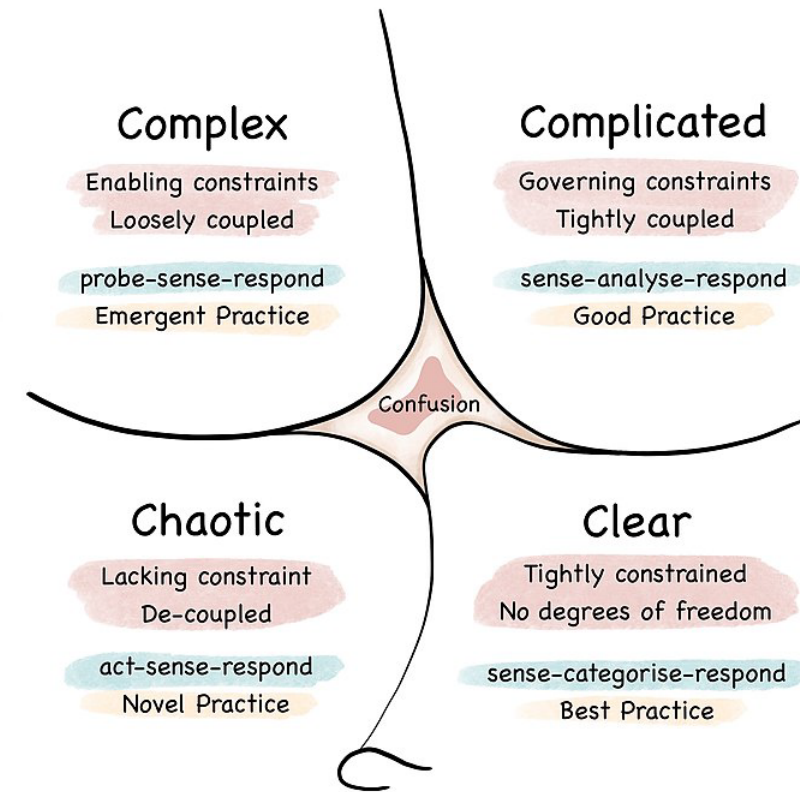 Complex
Enabling constraints
Loosely coupled
probe-sense-respond
Emergent Practice
Complicated
Governing constraints
Tightly coupled
sense-analyse-respond
Good Practice
Confusion
Chaotic
Lacking constraint
De-coupled
act-sense-respond
Novel Practice
Clear
Tightly constrained
No degrees of freedom
sense-categorise-respond
Best Practice